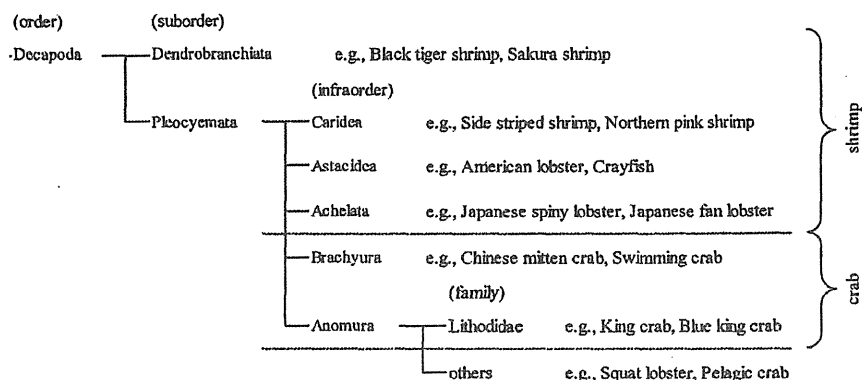 (order) (suborder)
Decapoda Dendrobranchiata e.g., Black tiger shrimp, Sakura shrimp
(infraorder)
Pleocyemata Caridea e.g., Side striped shrimp, Northern pink shrimp
Astacidea e.g., American lobster, Crayfish
Achelata e.g., Japanese spiny lobster, Japanese fan lobster
shrimp
Brachyura e.g., Chinese mitten crab, Swimming crab
(family)
Anomura Lithodidae e.g., King crab, Blue king crab
crab
others e.g., Squat lobster, Pelagic crab